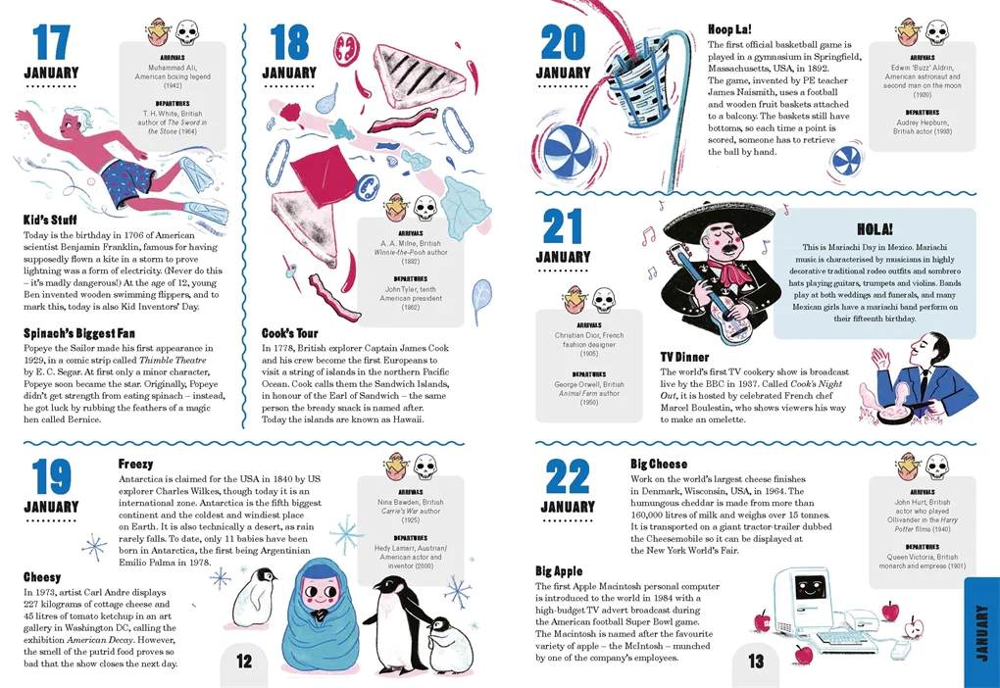 17
JANUARY
ARRIVALS
Muhammad Ali,
American boxing legend
(1942)
DEPARTURES
T. H. White, British
author of The Sword in
the Stone (1964)
Kid's Stuff
Today is the birthday in 1706 of American
scientist Benjamin Franklin, famous for having
supposedly flown a kite in a storm to prove
lightning was a form of electricity. (Never do this
– it's madly dangerous!) At the age of 12, young
Ben invented wooden swimming flippers, and to
mark this, today is also Kid Inventors' Day.
Spinach's Biggest Fan
Popeye the Sailor made his first appearance in
1929, in a comic strip called Thimble Theatre
by E. C. Segar. At first only a minor character,
Popeye soon became the star. Originally, Popeye
didn't get strength from eating spinach – instead,
he got luck by rubbing the feathers of a magic
hen called Bernice.
18
JANUARY
ARRIVALS
A. A. Milne, British
Winnie-the-Pooh author
(1882)
DEPARTURES
John Tyler, tenth
American president
(1862)
Cook's Tour
In 1778, British explorer Captain James Cook
and his crew become the first Europeans to
visit a string of islands in the northern Pacific
Ocean. Cook calls them the Sandwich Islands,
in honour of the Earl of Sandwich – the same
person the bready snack is named after.
Today the islands are known as Hawaii.
19
JANUARY
Freezy
Antarctica is claimed for the USA in 1840 by US
explorer Charles Wilkes, though today it is an
international zone. Antarctica is the fifth biggest
continent and the coldest and windiest place
on Earth. It is also technically a desert, as rain
rarely falls. To date, only 11 babies have been
born in Antarctica, the first being Argentinian
Emilio Palma in 1978.
ARRIVALS
Nina Bawden, British
Carrie's War author
(1925)
DEPARTURES
Hedy Lamarr, Austrian/
American actor and
inventor (2000)
Cheesy
In 1973, artist Carl Andre displays
227 kilograms of cottage cheese and
45 litres of tomato ketchup in an art
gallery in Washington DC, calling the
exhibition American Decay. However,
the smell of the putrid food proves so
bad that the show closes the next day.
12
20
JANUARY
Hoop La!
The first official basketball game is
played in a gymnasium in Springfield,
Massachusetts, USA, in 1892.
The game, invented by PE teacher
James Naismith, uses a football
and wooden fruit baskets attached
to a balcony. The baskets still have
bottoms, so each time a point is
scored, someone has to retrieve
the ball by hand.
ARRIVALS
Edwin 'Buzz' Aldrin,
American astronaut and
second man on the moon
(1930)
DEPARTURES
Audrey Hepburn,
British actor (1993)
21
JANUARY
ARRIVALS
Christian Dior, French
fashion designer
(1905)
DEPARTURES
George Orwell, British
Animal Farm author
(1950)
HOLA!
This is Mariachi Day in Mexico. Mariachi
music is characterised by musicians in highly
decorative traditional rodeo outfits and sombrero
hats playing guitars, trumpets and violins. Bands
play at both weddings and funerals, and many
Mexican girls have a mariachi band perform on
their fifteenth birthday.
TV Dinner
The world's first TV cookery show is broadcast
live by the BBC in 1937. Called Cook's Night
Out, it is hosted by celebrated French chef
Marcel Boulestin, who shows viewers his way
to make an omelette.
22
JANUARY
Big Cheese
Work on the world's largest cheese finishes
in Denmark, Wisconsin, USA, in 1964. The
humungous cheddar is made from more than
160,000 litres of milk and weighs over 15 tonnes.
It is transported on a giant tractor-trailer dubbed
the Cheesemobile so it can be displayed at
the New York World's Fair.
ARRIVALS
John Hurt, British
actor who played
Ollivander in the Harry
Potter films (1940)
DEPARTURES
Queen Victoria, British
monarch and empress (1901)
Big Apple
The first Apple Macintosh personal computer
is introduced to the world in 1984 with a
high-budget TV advert broadcast during
the American football Super Bowl game.
The Macintosh is named after the favourite
variety of apple – the McIntosh – munched
by one of the company's employees.
13
JANUARY